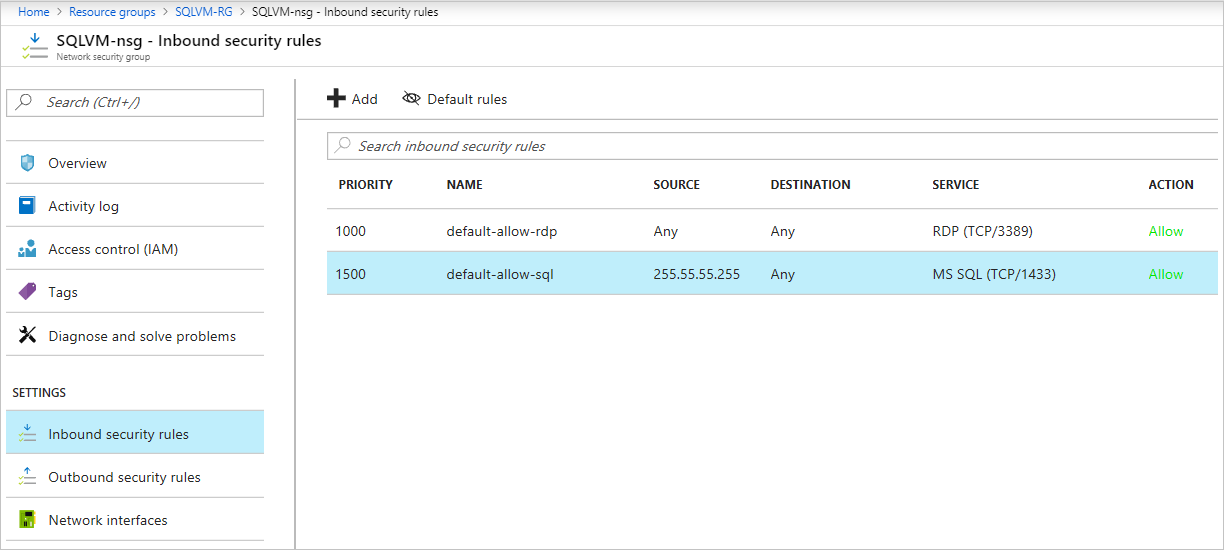 Home > Resource groups > SQLVM-RG > SQLVM-nsg - Inbound security rules
SQLVM-nsg - Inbound security rules
Network security group
Search (Ctrl+/)
Overview
Activity log
Access control (IAM)
Tags
Diagnose and solve problems
SETTINGS
Inbound security rules
Outbound security rules
Network interfaces
Add Default rules
Search inbound security rules
PRIORITY NAME SOURCE DESTINATION SERVICE ACTION
1000 default-allow-rdp Any Any RDP (TCP/3389) Allow
1500 default-allow-sql 255.55.55.255 Any MS SQL (TCP/1433) Allow